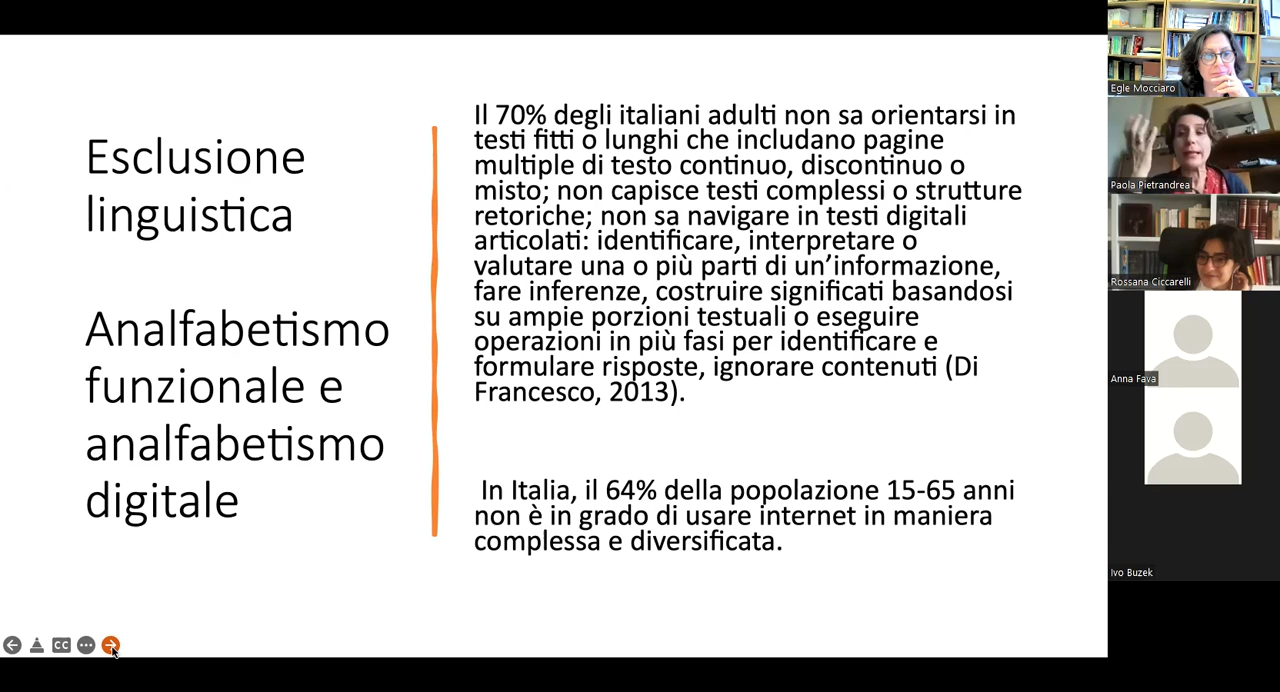 Esclusione
linguistica
Analfabetismo
funzionale e
analfabetismo
digitale
Il 70% degli italiani adulti non sa orientarsi in
testi fitti o lunghi che includano pagine
multiple di testo continuo, discontinuo o
misto; non capisce testi complessi o strutture
retoriche; non sa navigare in testi digitali
articolati: identificare, interpretare o
valutare una o più parti di un’informazione,
fare inferenze, costruire significati basandosi
su ampie porzioni testuali o eseguire
operazioni in più fasi per identificare e
formulare risposte, ignorare contenuti (Di
Francesco, 2013).
In Italia, il 64% della popolazione 15-65 anni
non è in grado di usare internet in maniera
complessa e diversificata.
CC
Egle Mocciaro
Paola Pietrandrea
Rossana Ciccarelli
Anna Fava
Ivo Buzek